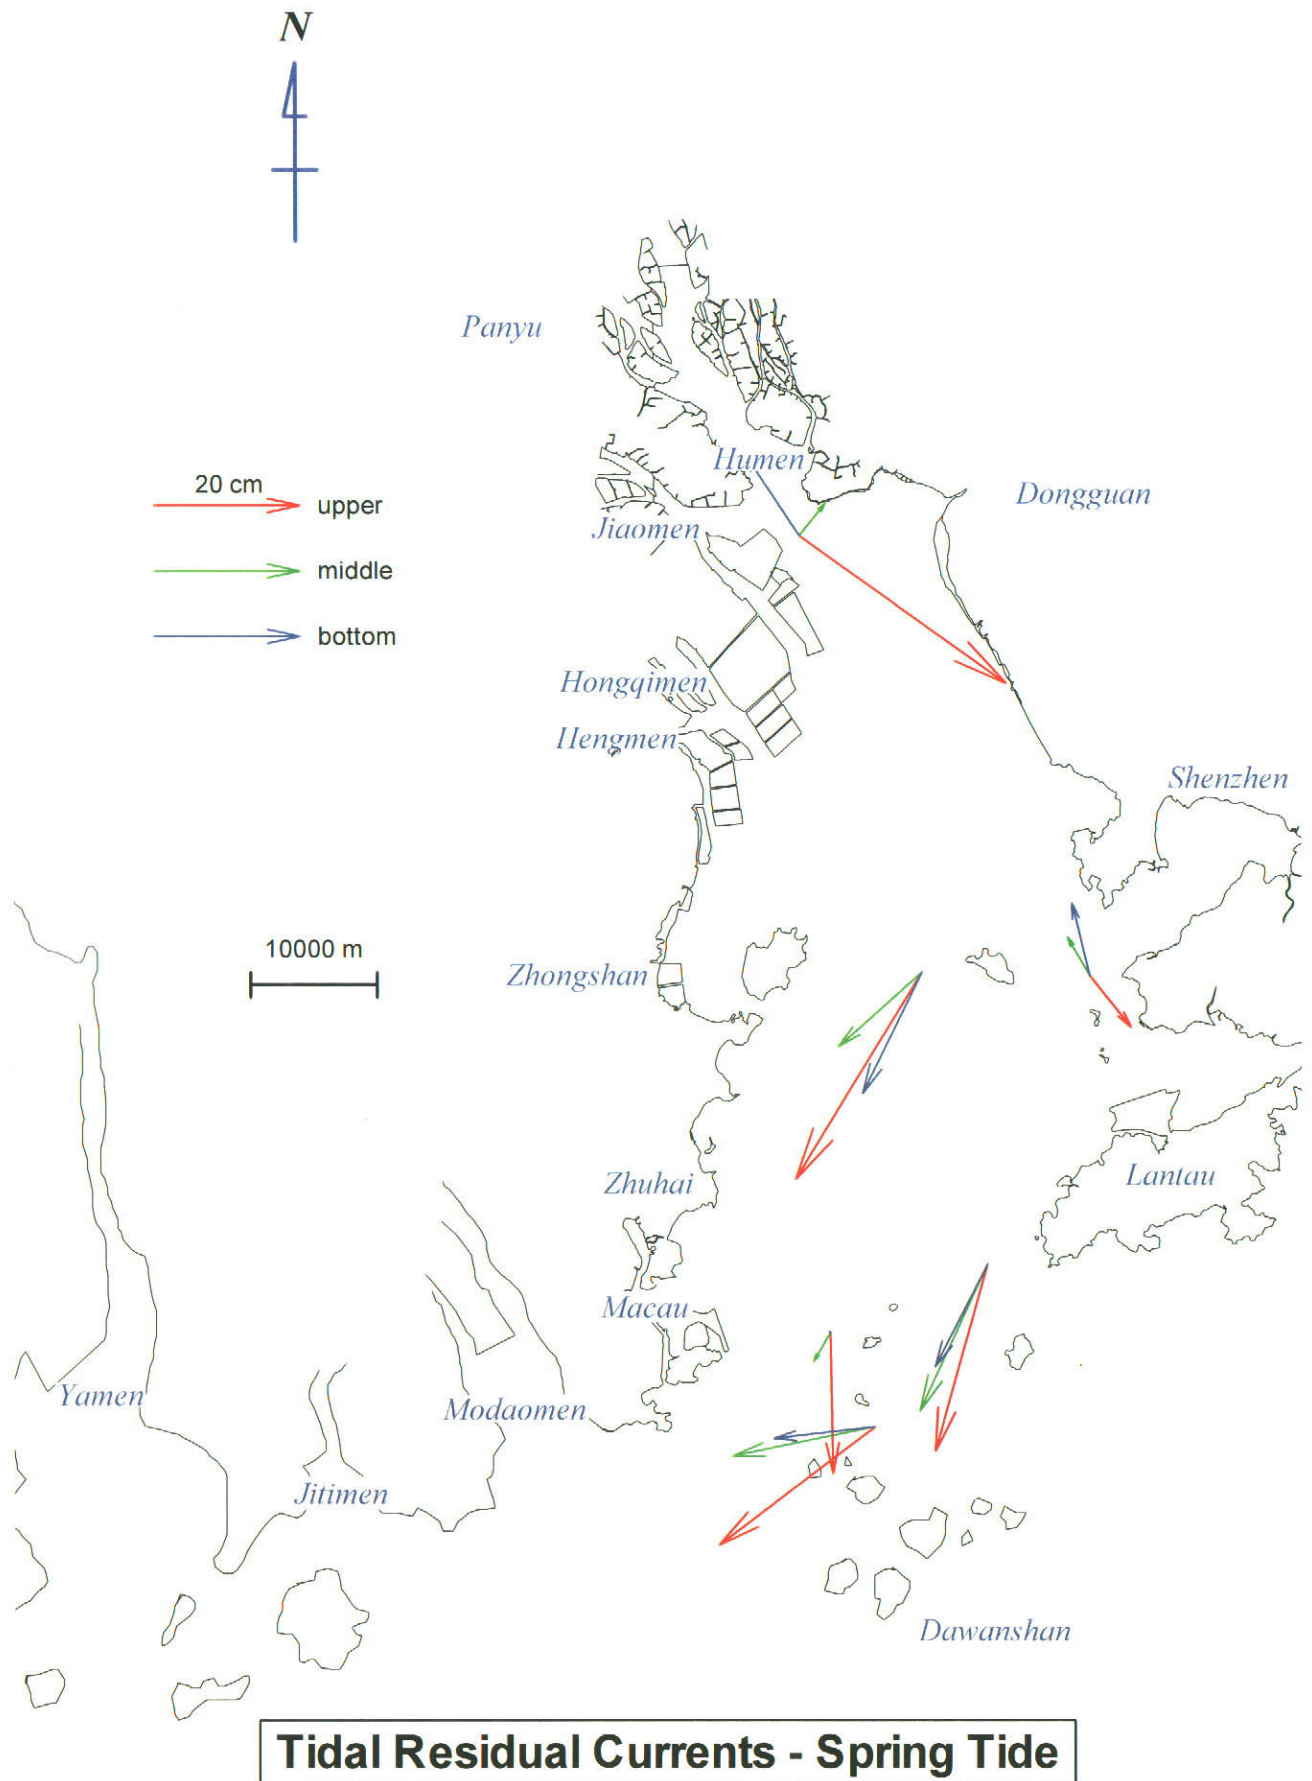 N
Panyu
Humen
20 cm
upper
Dongguan
Jiaomen
middle
bottom
Hongqimen
Hengmen
Shenzhen
10000 m
Zhongshan
Zhuhai
Lantau
Macau
Yamen
Modaomen
Jitimen
Dawanshan
Tidal Residual Currents - Spring Tide